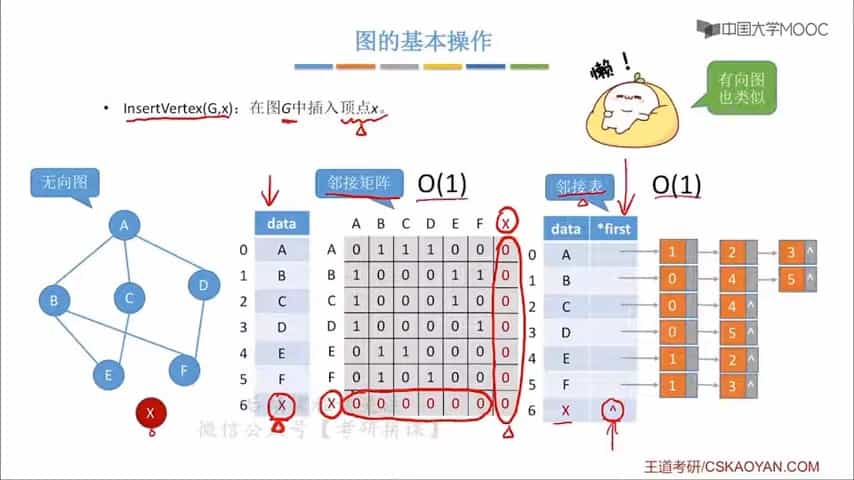 图的基本操作
中国大学MOOC
• InsertVertex(G,x)：在图G中插入顶点x。
懒！
有向图
也类似
无向图
邻接矩阵 O(1)
邻接表 O(1)
A
B
C
D
E
F
X
data
0 A
1 B
2 C
3 D
4 E
5 F
6 X
A B C D E F X
A 0 1 1 1 0 0 0
B 1 0 0 0 1 1 0
C 1 0 0 0 1 0 0
D 1 0 0 0 0 1 0
E 0 1 1 0 0 0 0
F 0 1 0 1 0 0 0
X 0 0 0 0 0 0 0
data *first
0 A 1 2 3 ^
1 B 0 4 5 ^
2 C 0 4 ^
3 D 0 5 ^
4 E 1 2 ^
5 F 1 3 ^
6 X ^
微信公众号【考研拼课】
王道考研/CSKAOYAN.COM